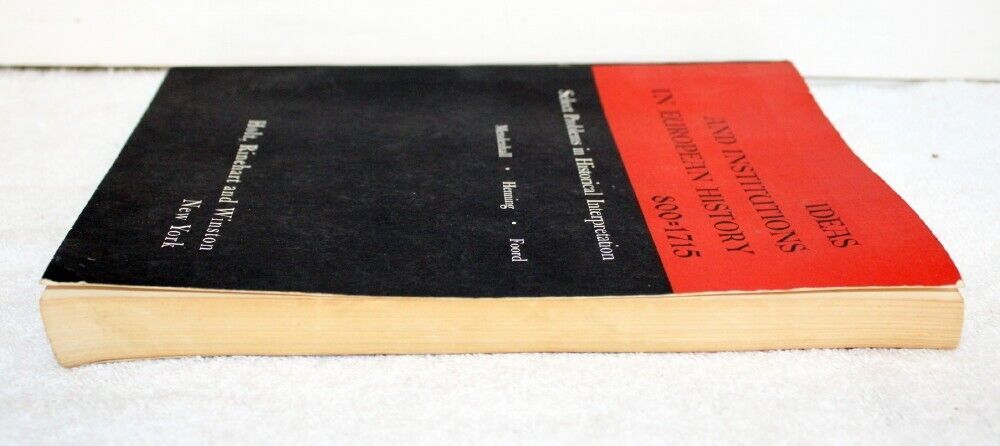 IDEAS
AND INSTITUTIONS
IN EUROPEAN HISTORY
800=1715
Select Problems in Historical Interpretation
Mendenhall • Henning • Foord
Holt, Rinehart and Winston
New York